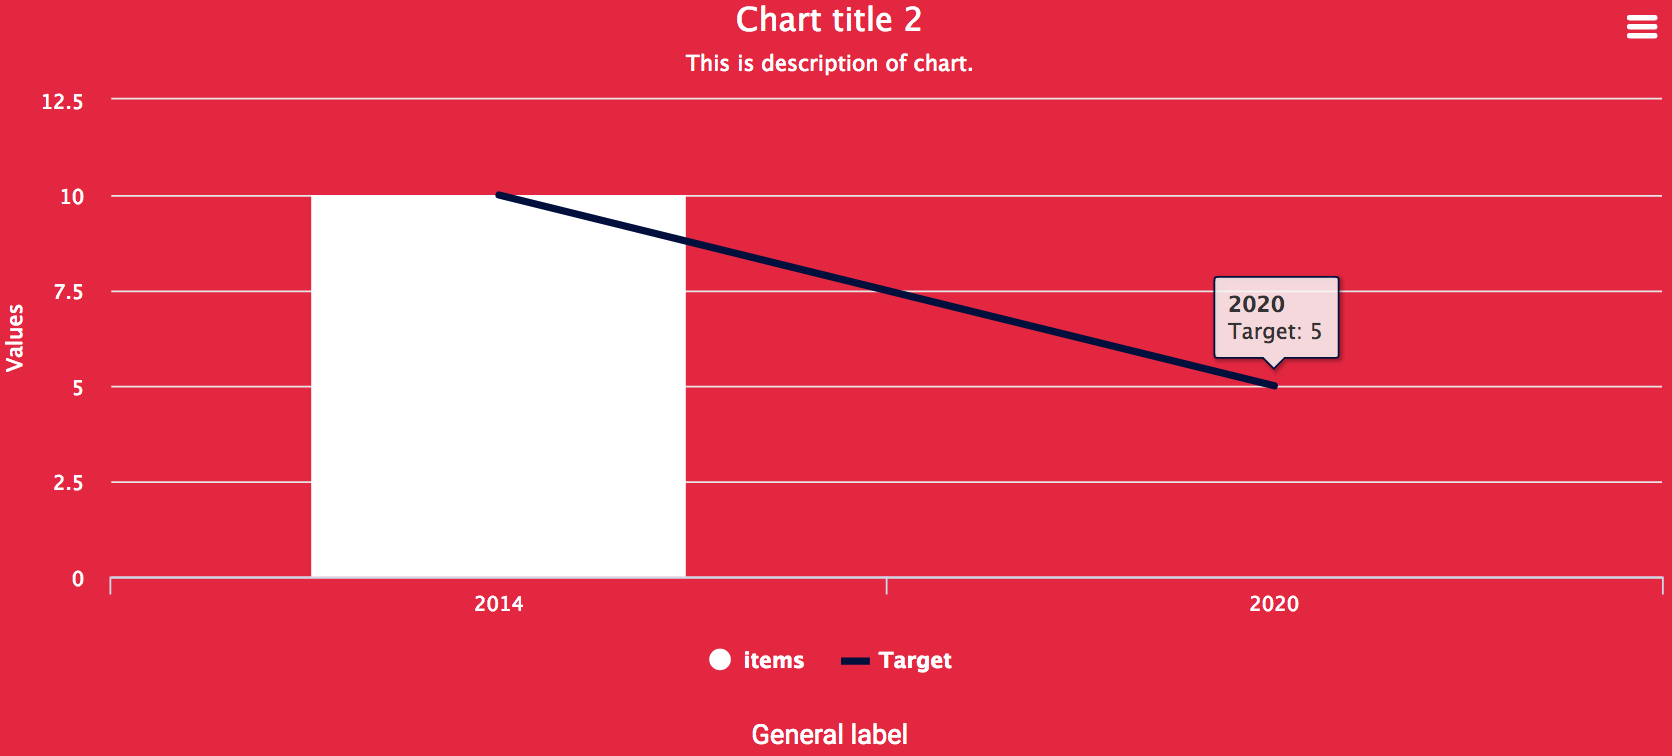 Chart title 2
This is description of chart.
Values
12.5
10
7.5
5
2.5
0
2020
Target: 5
2014
2020
items
Target
General label